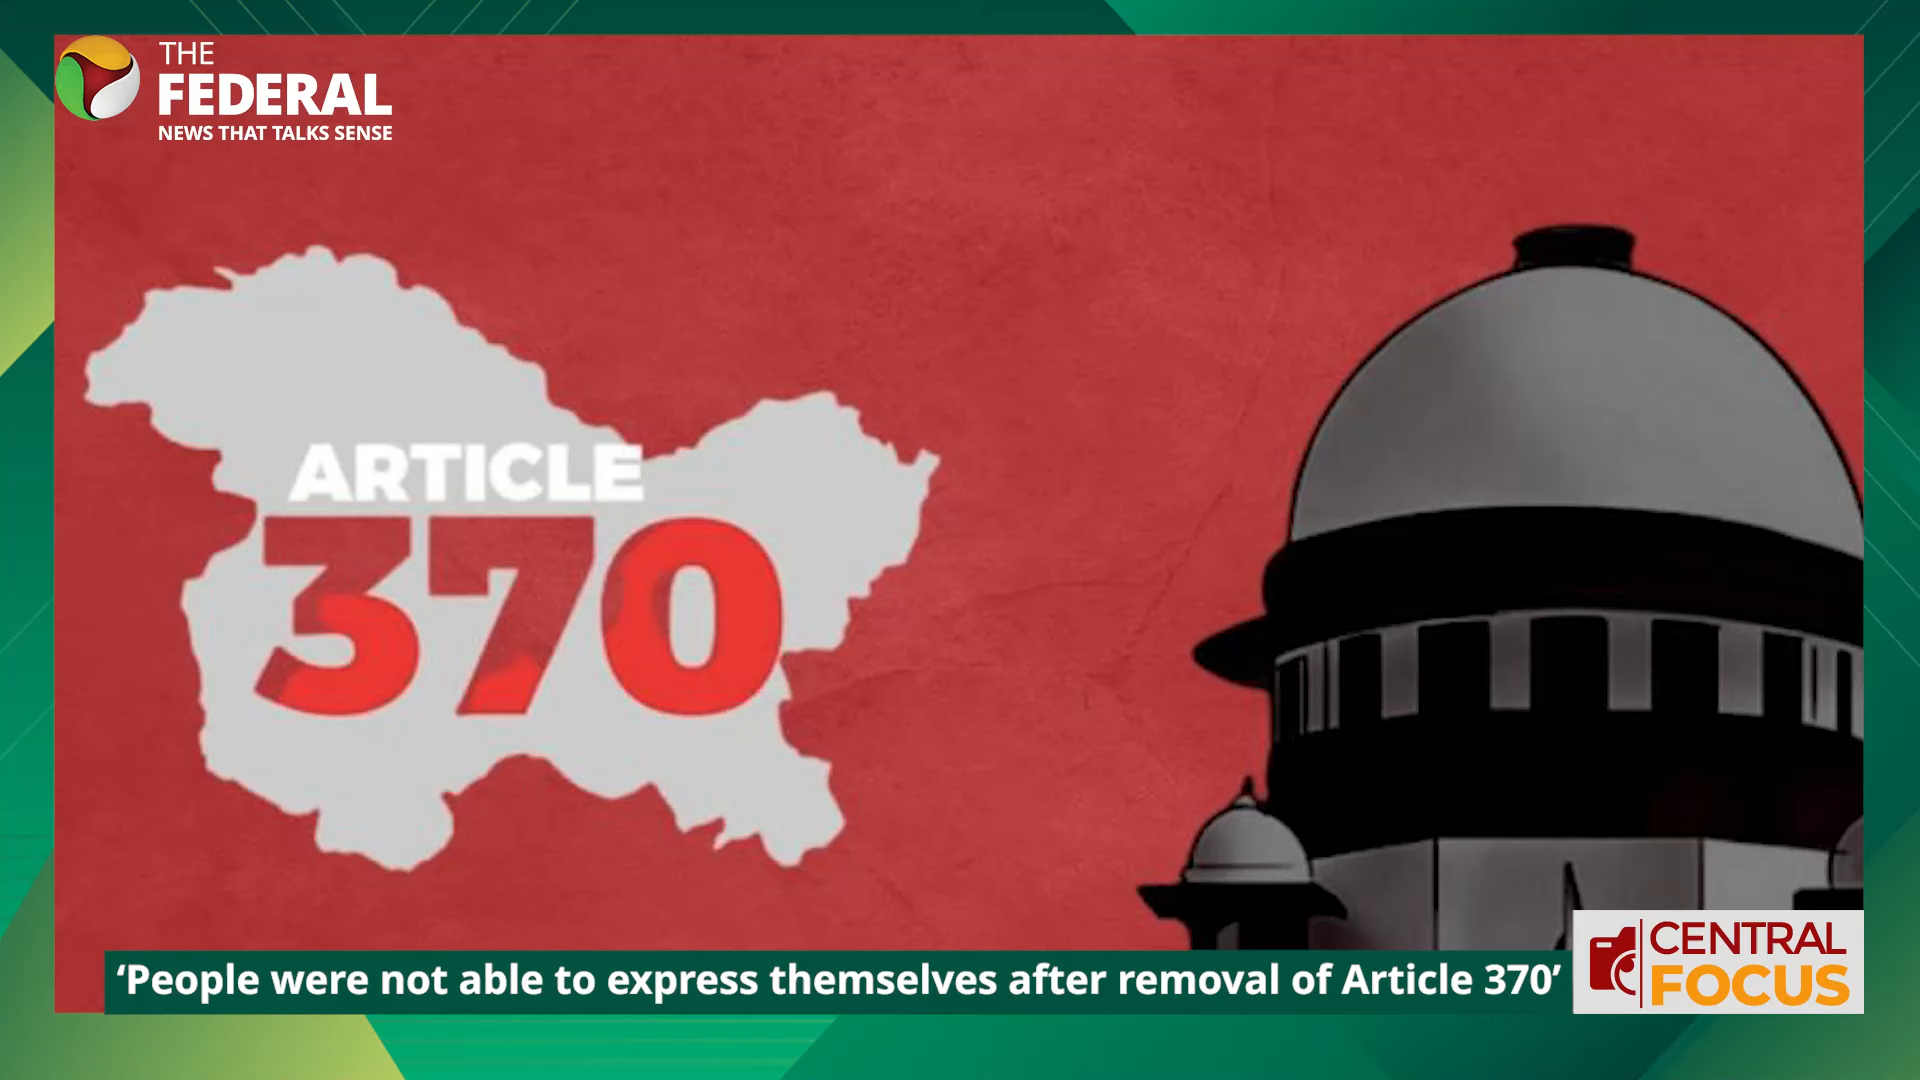 THE
FEDERAL
NEWS THAT TALKS SENSE
ARTICLE
370
‘People were not able to express themselves after removal of Article 370’
CENTRAL
FOCUS